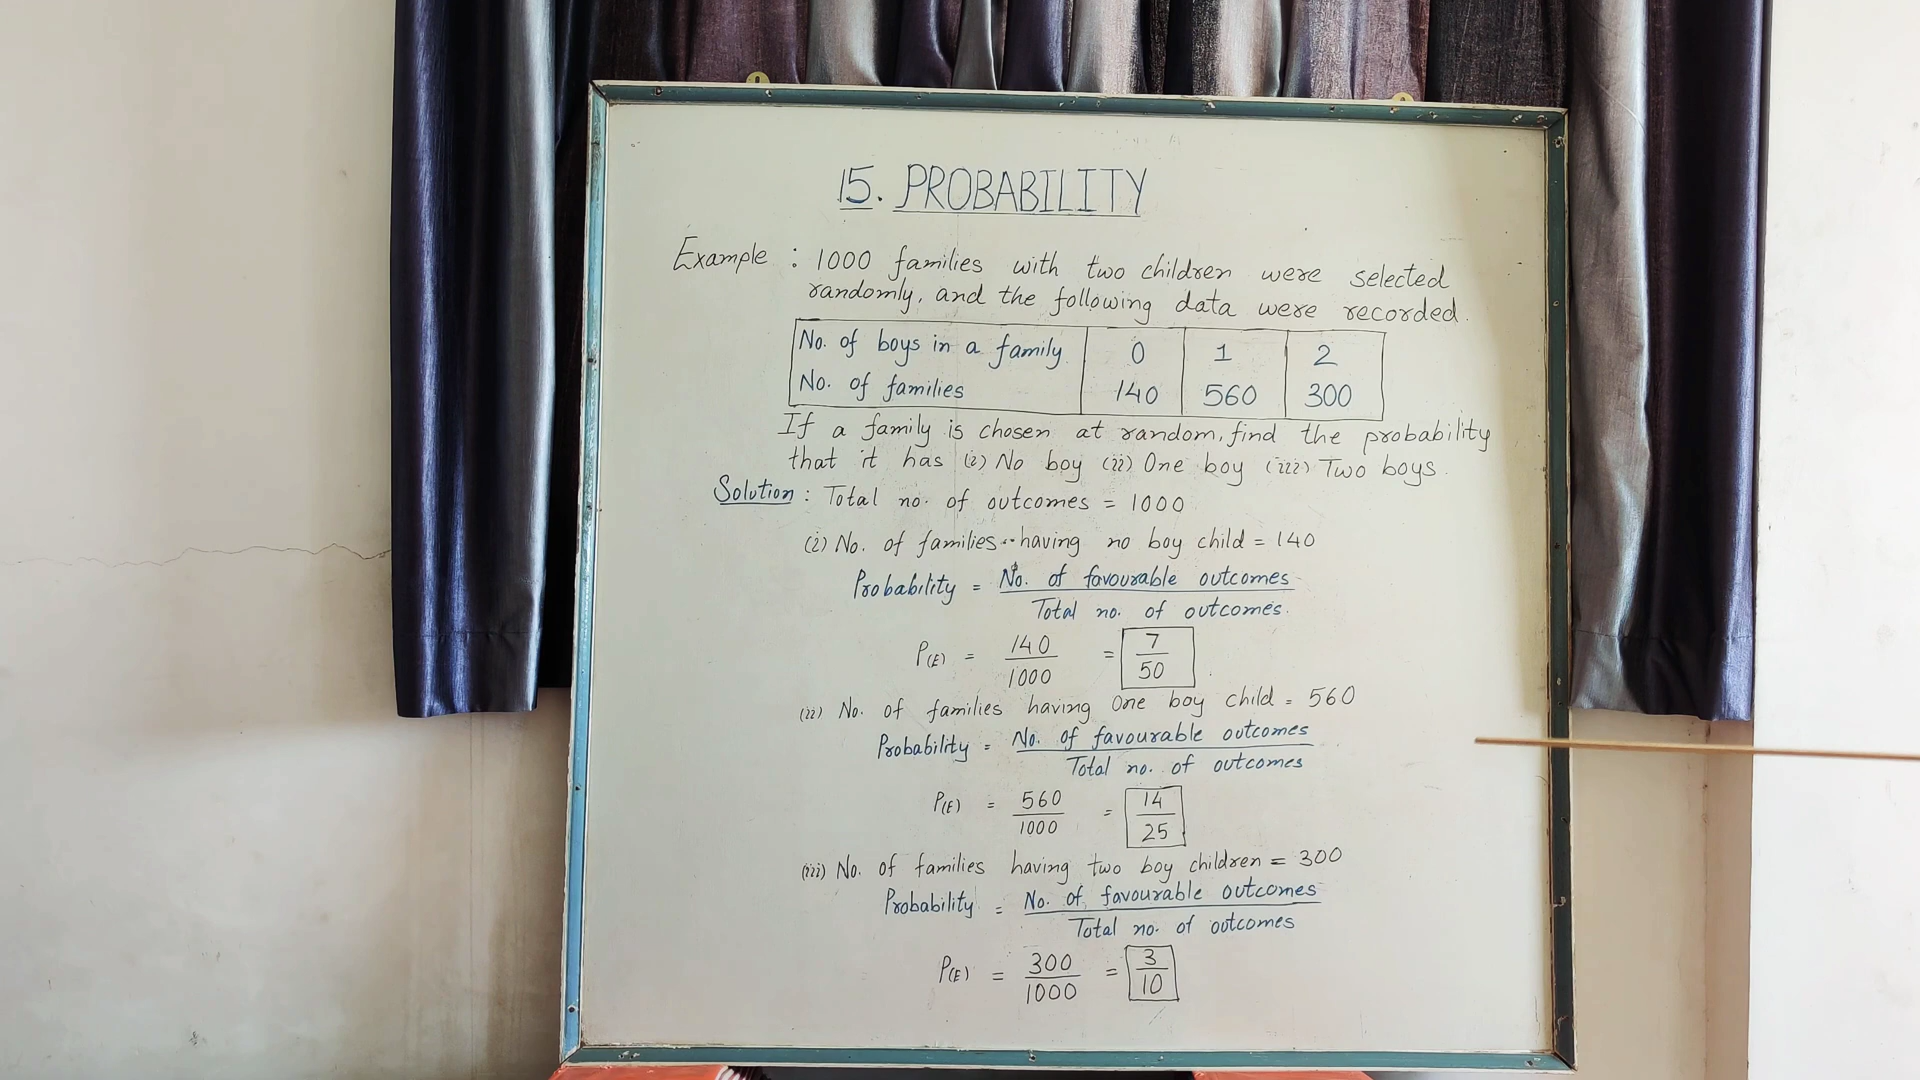 15. PROBABILITY
Example : 1000 families with two children were selected
randomly, and the following data were recorded.
No. of boys in a family 0 1 2
No. of families 140 560 300
If a family is chosen at random, find the probability
that it has (i) No boy (ii) One boy (iii) Two boys.
Solution : Total no. of outcomes = 1000
(i) No. of families having no boy child = 140
Probability = No. of favourable outcomes
Total no. of outcomes.
P(E) = 140/1000 = 7/50
(ii) No. of families having One boy child = 560
Probability = No. of favourable outcomes
Total no. of outcomes
P(E) = 560/1000 = 14/25
(iii) No. of families having two boy children = 300
Probability = No. of favourable outcomes
Total no. of outcomes
P(E) = 300/1000 = 3/10